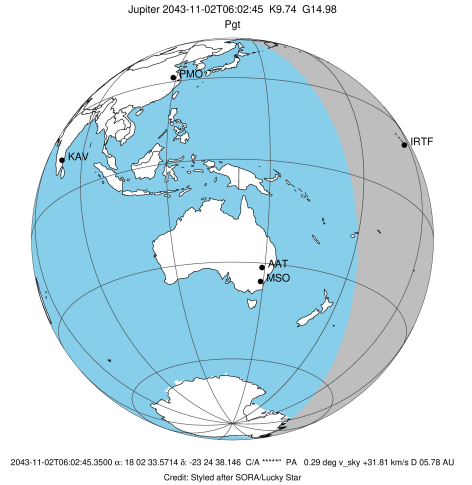 Jupiter 2043-11-02T06:02:45 K9.74 G14.98
Pgt
PMO
IRTF
KAV
AAT
MSO
2043-11-02T06:02:45.3500 α: 18 02 33.5714 δ: -23 24 38.146 C/A *****" PA 0.29 deg v_sky +31.81 km/s D 05.78 AU
Credit: Styled after SORA/Lucky Star